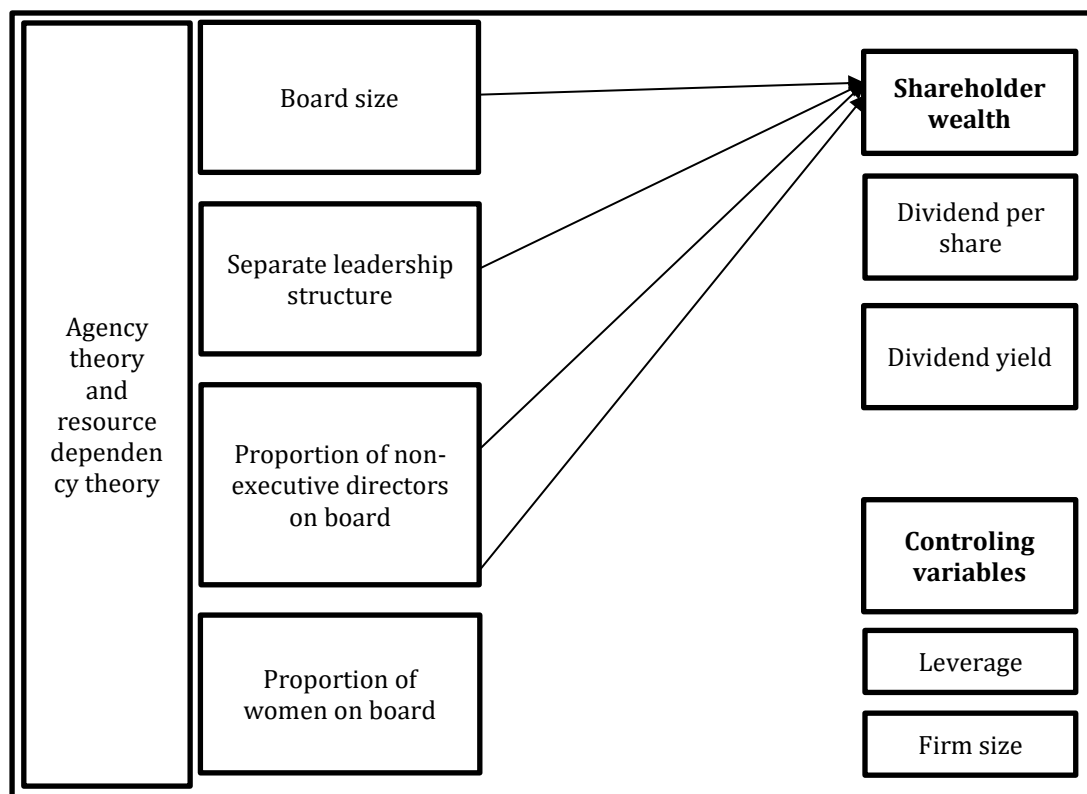 Agency
theory
and
resource
dependen
cy theory
Board size
Separate leadership
structure
Proportion of non-
executive directors
on board
Proportion of
women on board
Shareholder
wealth
Dividend per
share
Dividend yield
Controling
variables
Leverage
Firm size